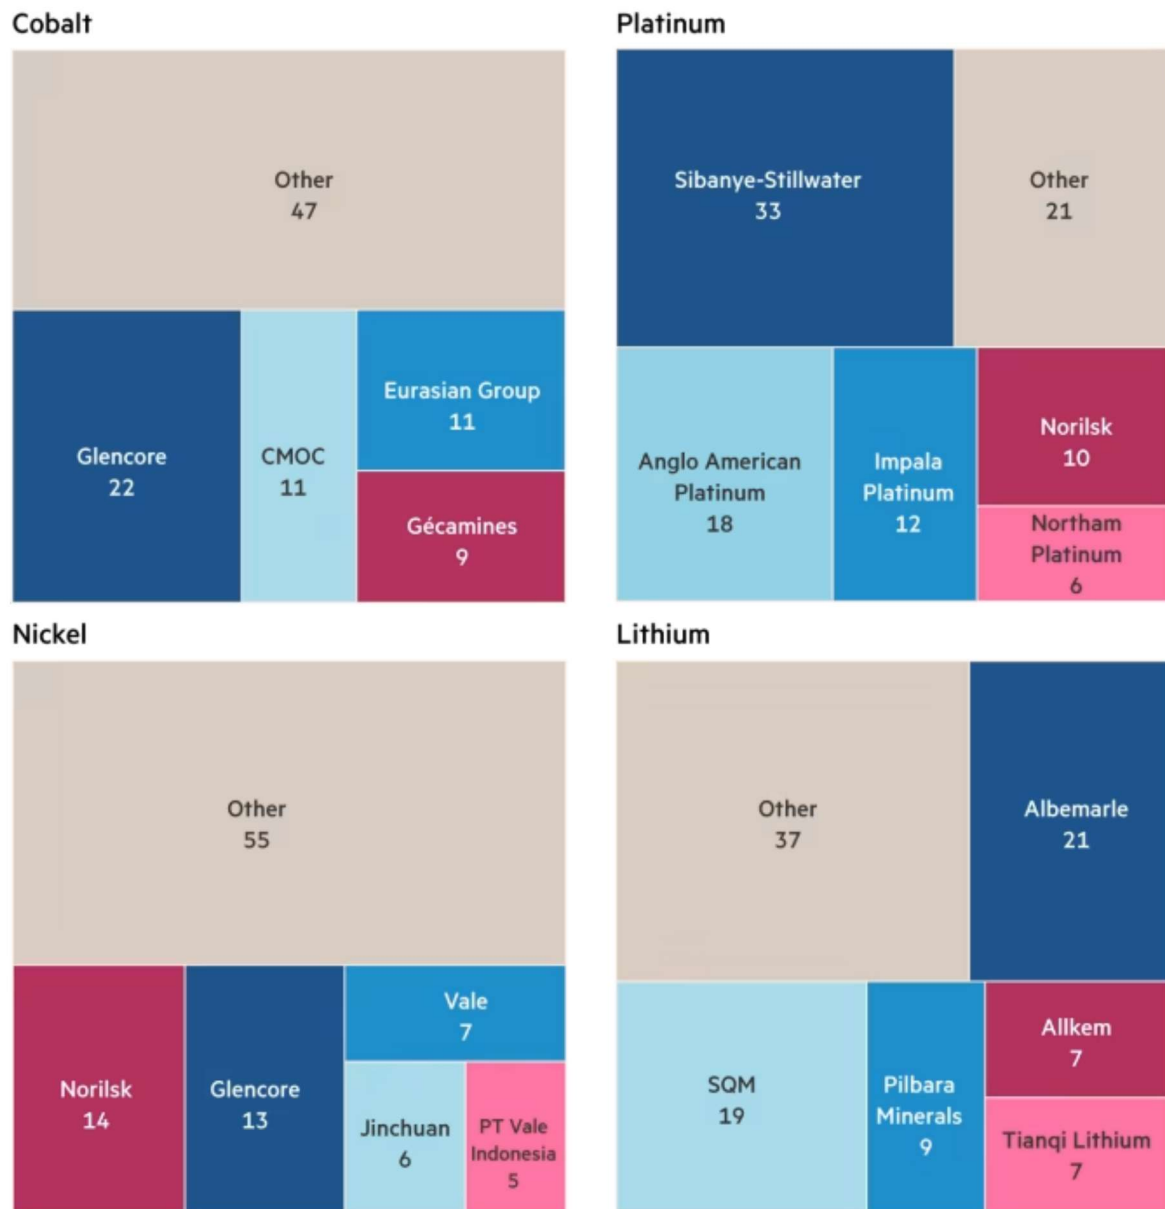 Cobalt
Other
47
Glencore
22
CMOC
11
Eurasian Group
11
Gécamines
9
Platinum
Sibanye-Stillwater
33
Other
21
Anglo American
Platinum
18
Impala
Platinum
12
Norilsk
10
Northam
Platinum
6
Nickel
Other
55
Norilsk
14
Glencore
13
Vale
7
Jinchuan
6
PT Vale
Indonesia
5
Lithium
Other
37
Albemarle
21
SQM
19
Pilbara
Minerals
9
Allkem
7
Tianqi Lithium
7